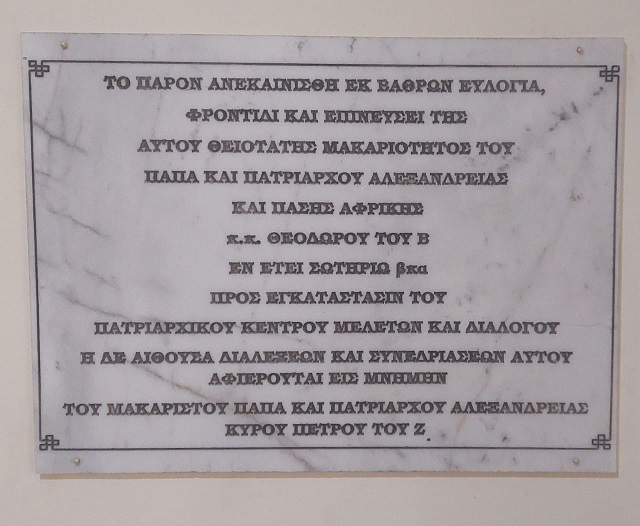 ΤΟ ΠΑΡΟΝ ΑΝΕΚΑΙΝΙΣΘΗ ΕΚ ΒΑΘΡΩΝ ΕΥΛΟΓΙΑ,
ΦΡΟΝΤΙΔΙ ΚΑΙ ΕΠΙΝΕΥΣΕΙ ΤΗΣ
ΑΥΤΟΥ ΘΕΙΟΤΑΤΗΣ ΜΑΚΑΡΙΟΤΗΤΟΣ ΤΟΥ
ΠΑΠΑ ΚΑΙ ΠΑΤΡΙΑΡΧΟΥ ΑΛΕΞΑΝΔΡΕΙΑΣ
ΚΑΙ ΠΑΣΗΣ ΑΦΡΙΚΗΣ
κ.κ. ΘΕΟΔΩΡΟΥ ΤΟΥ Β
ΕΝ ΕΤΕΙ ΣΩΤΗΡΙΩ βκα
ΠΡΟΣ ΕΓΚΑΤΑΣΤΑΣΙΝ ΤΟΥ
ΠΑΤΡΙΑΡΧΙΚΟΥ ΚΕΝΤΡΟΥ ΜΕΛΕΤΩΝ ΚΑΙ ΔΙΑΛΟΓΟΥ
Η ΔΕ ΑΙΘΟΥΣΑ ΔΙΑΛΕΞΕΩΝ ΚΑΙ ΣΥΝΕΔΡΙΑΣΕΩΝ ΑΥΤΟΥ
ΑΦΙΕΡΟΥΤΑΙ ΕΙΣ ΜΝΗΜΗΝ
ΤΟΥ ΜΑΚΑΡΙΣΤΟΥ ΠΑΠΑ ΚΑΙ ΠΑΤΡΙΑΡΧΟΥ ΑΛΕΞΑΝΔΡΕΙΑΣ
ΚΥΡΟΥ ΠΕΤΡΟΥ ΤΟΥ Ζ